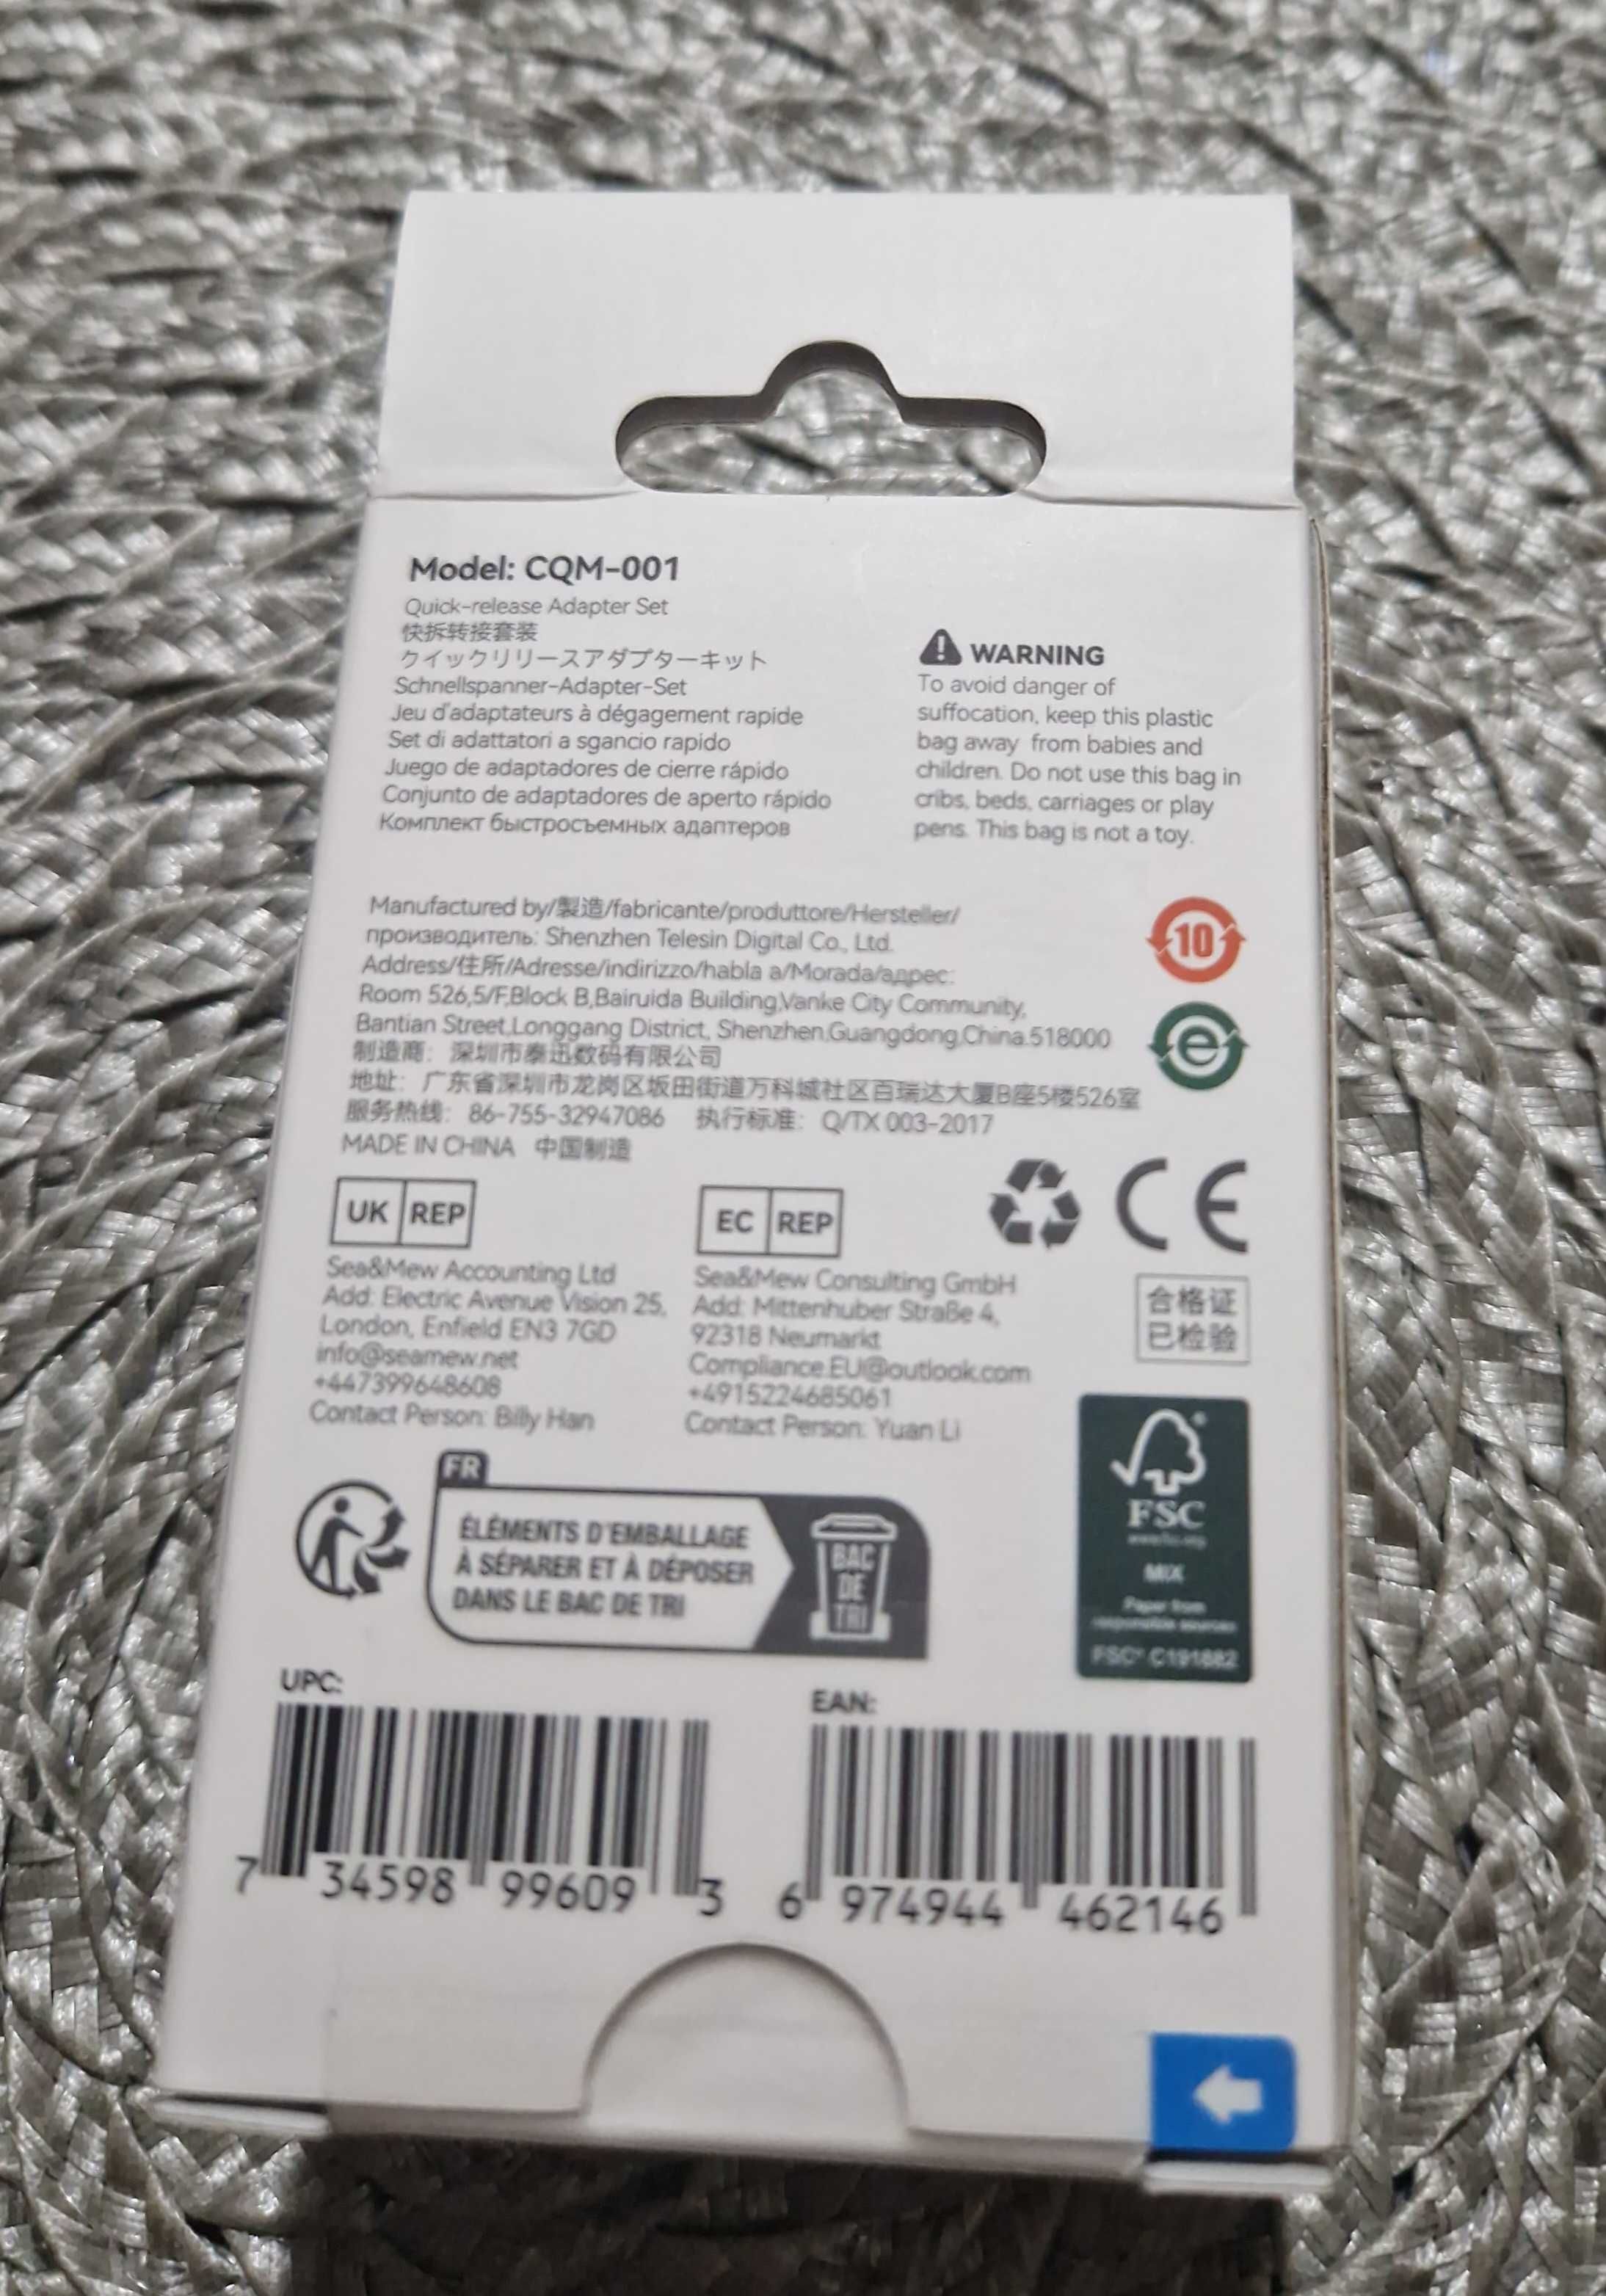 Model: CQM-001
Quick-release Adapter Set
快拆转接套装
クイックリリースアダプターキット
Schnellspanner-Adapter-Set
Jeu d'adaptateurs à dégagement rapide
Set di adattatori a sgancio rapido
Juego de adaptadores de cierre rápido
Conjunto de adaptadores de aperto rápido
Комплект быстросъемных адаптеров
WARNING
To avoid danger of
suffocation, keep this plastic
bag away from babies and
children. Do not use this bag in
cribs, beds, carriages or play
pens. This bag is not a toy.
Manufactured by/製造/fabricante/produttore/Hersteller/
производитель: Shenzhen Telesin Digital Co., Ltd.
Address/住所/Adresse/indirizzo/habla a/Morada/адрес:
Room 526,5/F,Block B,Bairuida Building,Vanke City Community,
Bantian Street,Longgang District, Shenzhen,Guangdong,China.518000
制造商: 深圳市泰迅数码有限公司
地址: 广东省深圳市龙岗区坂田街道万科城社区百瑞达大厦B座5楼526室
服务热线: 86-755-32947086 执行标准: Q/TX 003-2017
MADE IN CHINA 中国制造
10
e
UK REP
Sea&Mew Accounting Ltd
Add: Electric Avenue Vision 25,
London, Enfield EN3 7GD
info@seamew.net
+447399648608
Contact Person: Billy Han
EC REP
Sea&Mew Consulting GmbH
Add: Mittenhuber Straße 4,
92318 Neumarkt
Compliance.EU@outlook.com
+4915224685061
Contact Person: Yuan Li
CE
合格证
已检验
FR
ÉLÉMENTS D'EMBALLAGE
À SÉPARER ET À DÉPOSER
DANS LE BAC DE TRI
BAC
DE
TRI
FSC
www.fsc.org
MIX
Paper from
responsible sources
FSC® C191882
UPC:
7 34598 99609 3
EAN:
6 974944 462146